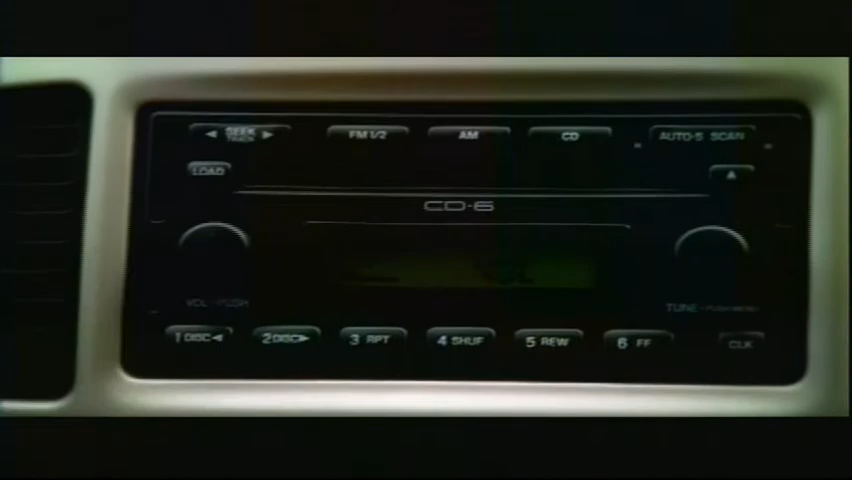 ◀ SEEK TRACK ▶ FM 1/2 AM CD AUTO-S SCAN
LOAD ▲
CD-6
VOL - PUSH TUNE -
1 DISC◀ 2 DISC▶ 3 RPT 4 SHUF 5 REW 6 FF CLK